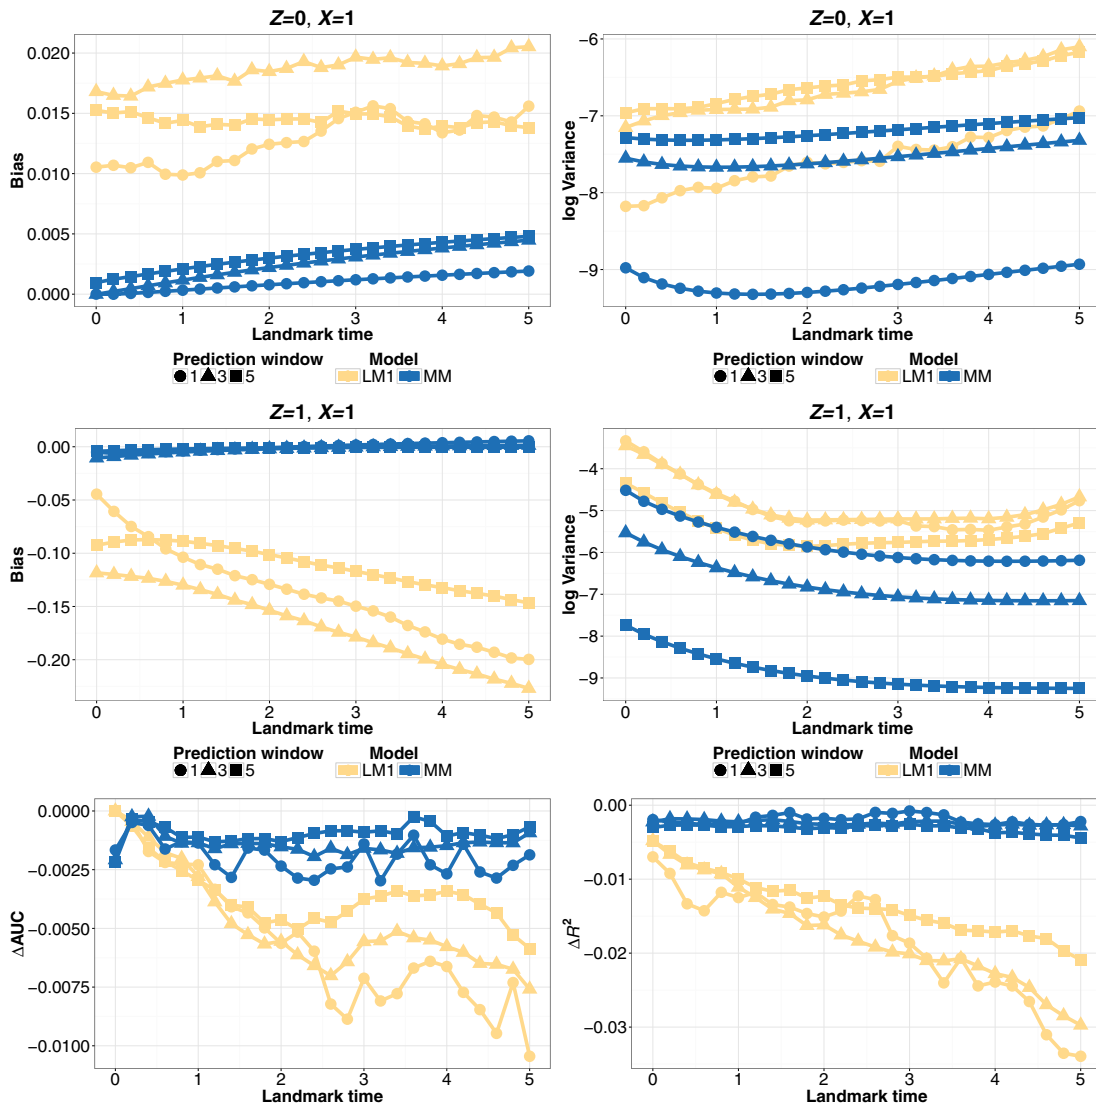 Z=0, X=1
0.020
0.015
0.010
0.005
0.000
Bias
0 1 2 3 4 5
Landmark time
Prediction window
1 3 5
Model
LM1 MM
Z=0, X=1
−6
−7
−8
−9
log Variance
0 1 2 3 4 5
Landmark time
Prediction window
1 3 5
Model
LM1 MM
Z=1, X=1
0.00
−0.05
−0.10
−0.15
−0.20
Bias
0 1 2 3 4 5
Landmark time
Prediction window
1 3 5
Model
LM1 MM
Z=1, X=1
−4
−5
−6
−7
−8
−9
log Variance
0 1 2 3 4 5
Landmark time
Prediction window
1 3 5
Model
LM1 MM
0.0000
−0.0025
−0.0050
−0.0075
−0.0100
ΔAUC
0 1 2 3 4 5
Landmark time
0.00
−0.01
−0.02
−0.03
ΔR²
0 1 2 3 4 5
Landmark time